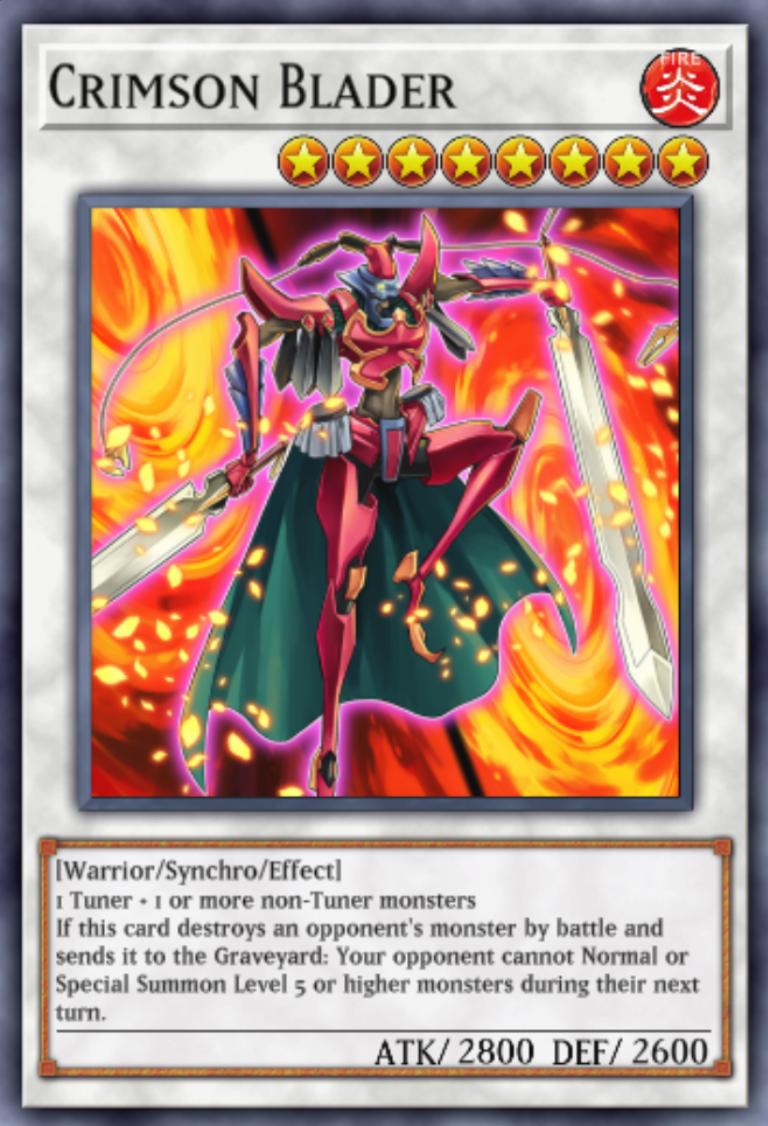 Crimson Blader
FIRE
炎
[Warrior/Synchro/Effect]
1 Tuner + 1 or more non-Tuner monsters
If this card destroys an opponent's monster by battle and
sends it to the Graveyard: Your opponent cannot Normal or
Special Summon Level 5 or higher monsters during their next
turn.
ATK/ 2800 DEF/ 2600